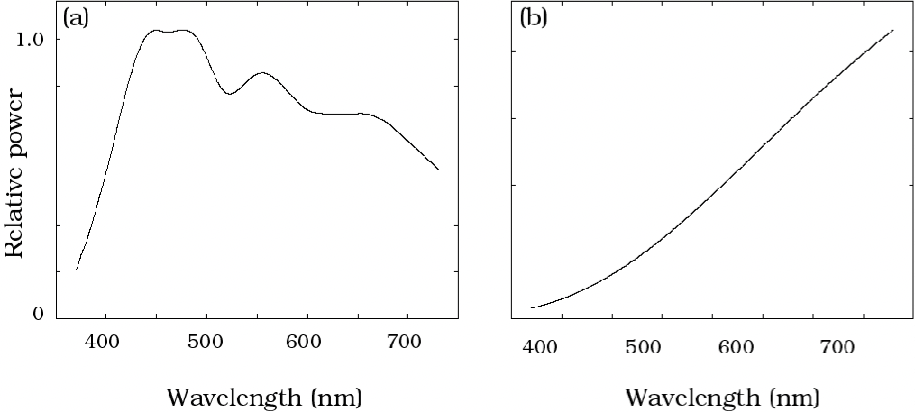 (a)
1.0
Relative power
0
400 500 600 700
Wavelength (nm)
(b)
400 500 600 700
Wavelength (nm)